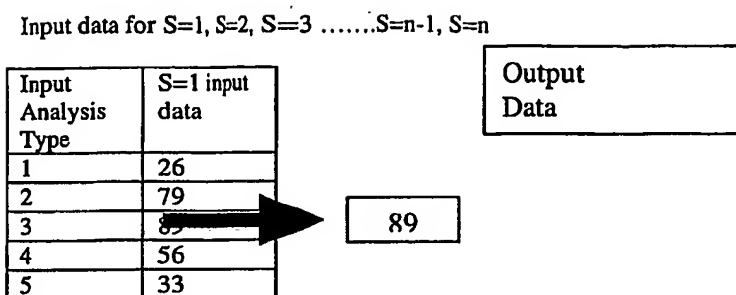 Input data for S=1, S=2, S=3 .......S=n-1, S=n
Output
Data
Input Analysis Type | S=1 input data
1 | 26
2 | 79
3 | 89
4 | 56
5 | 33
89